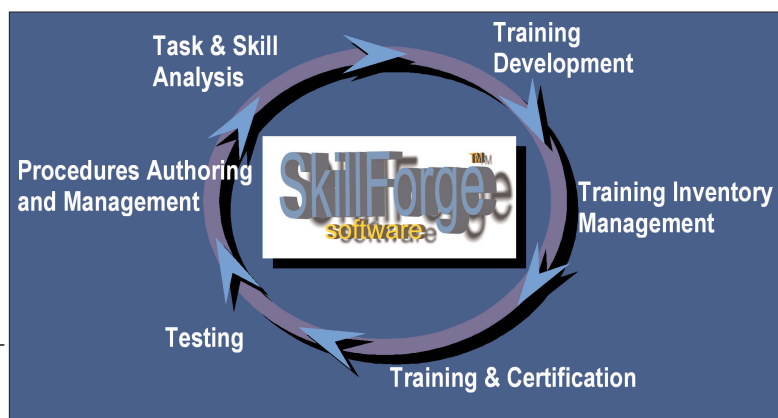 Task & Skill
Analysis
Training
Development
Procedures Authoring
and Management
SkillForge TM
software
Training Inventory
Management
Testing
Training & Certification